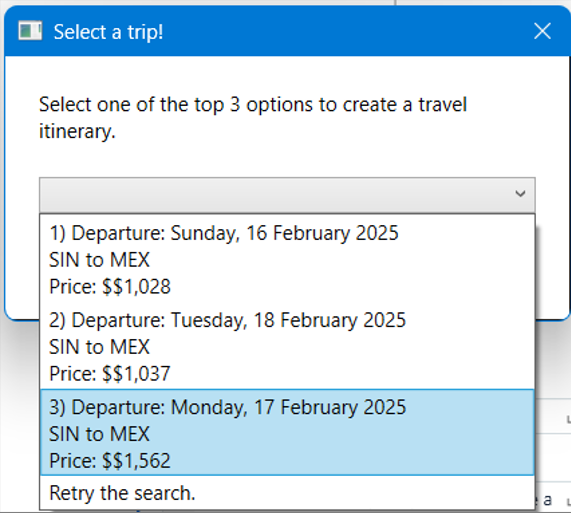 Select a trip!
Select one of the top 3 options to create a travel
itinerary.
1) Departure: Sunday, 16 February 2025
SIN to MEX
Price: $$1,028
2) Departure: Tuesday, 18 February 2025
SIN to MEX
Price: $$1,037
3) Departure: Monday, 17 February 2025
SIN to MEX
Price: $$1,562
Retry the search.
a